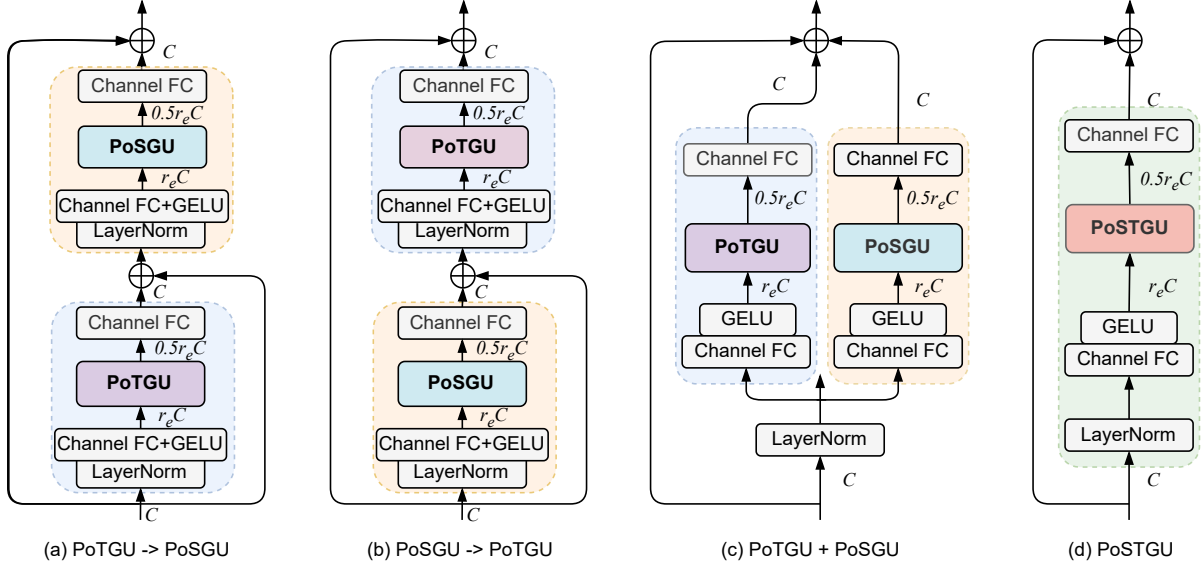 C
Channel FC
0.5rₑC
PoSGU
rₑC
Channel FC+GELU
LayerNorm
C
Channel FC
0.5rₑC
PoTGU
rₑC
Channel FC+GELU
LayerNorm
C
(a) PoTGU -> PoSGU
C
Channel FC
0.5rₑC
PoTGU
rₑC
Channel FC+GELU
LayerNorm
C
Channel FC
0.5rₑC
PoSGU
rₑC
Channel FC+GELU
LayerNorm
C
(b) PoSGU -> PoTGU
C
C
Channel FC
Channel FC
0.5rₑC
0.5rₑC
PoTGU
PoSGU
rₑC
rₑC
GELU
GELU
Channel FC
Channel FC
LayerNorm
C
(c) PoTGU + PoSGU
C
Channel FC
0.5rₑC
PoSTGU
rₑC
GELU
Channel FC
LayerNorm
C
(d) PoSTGU